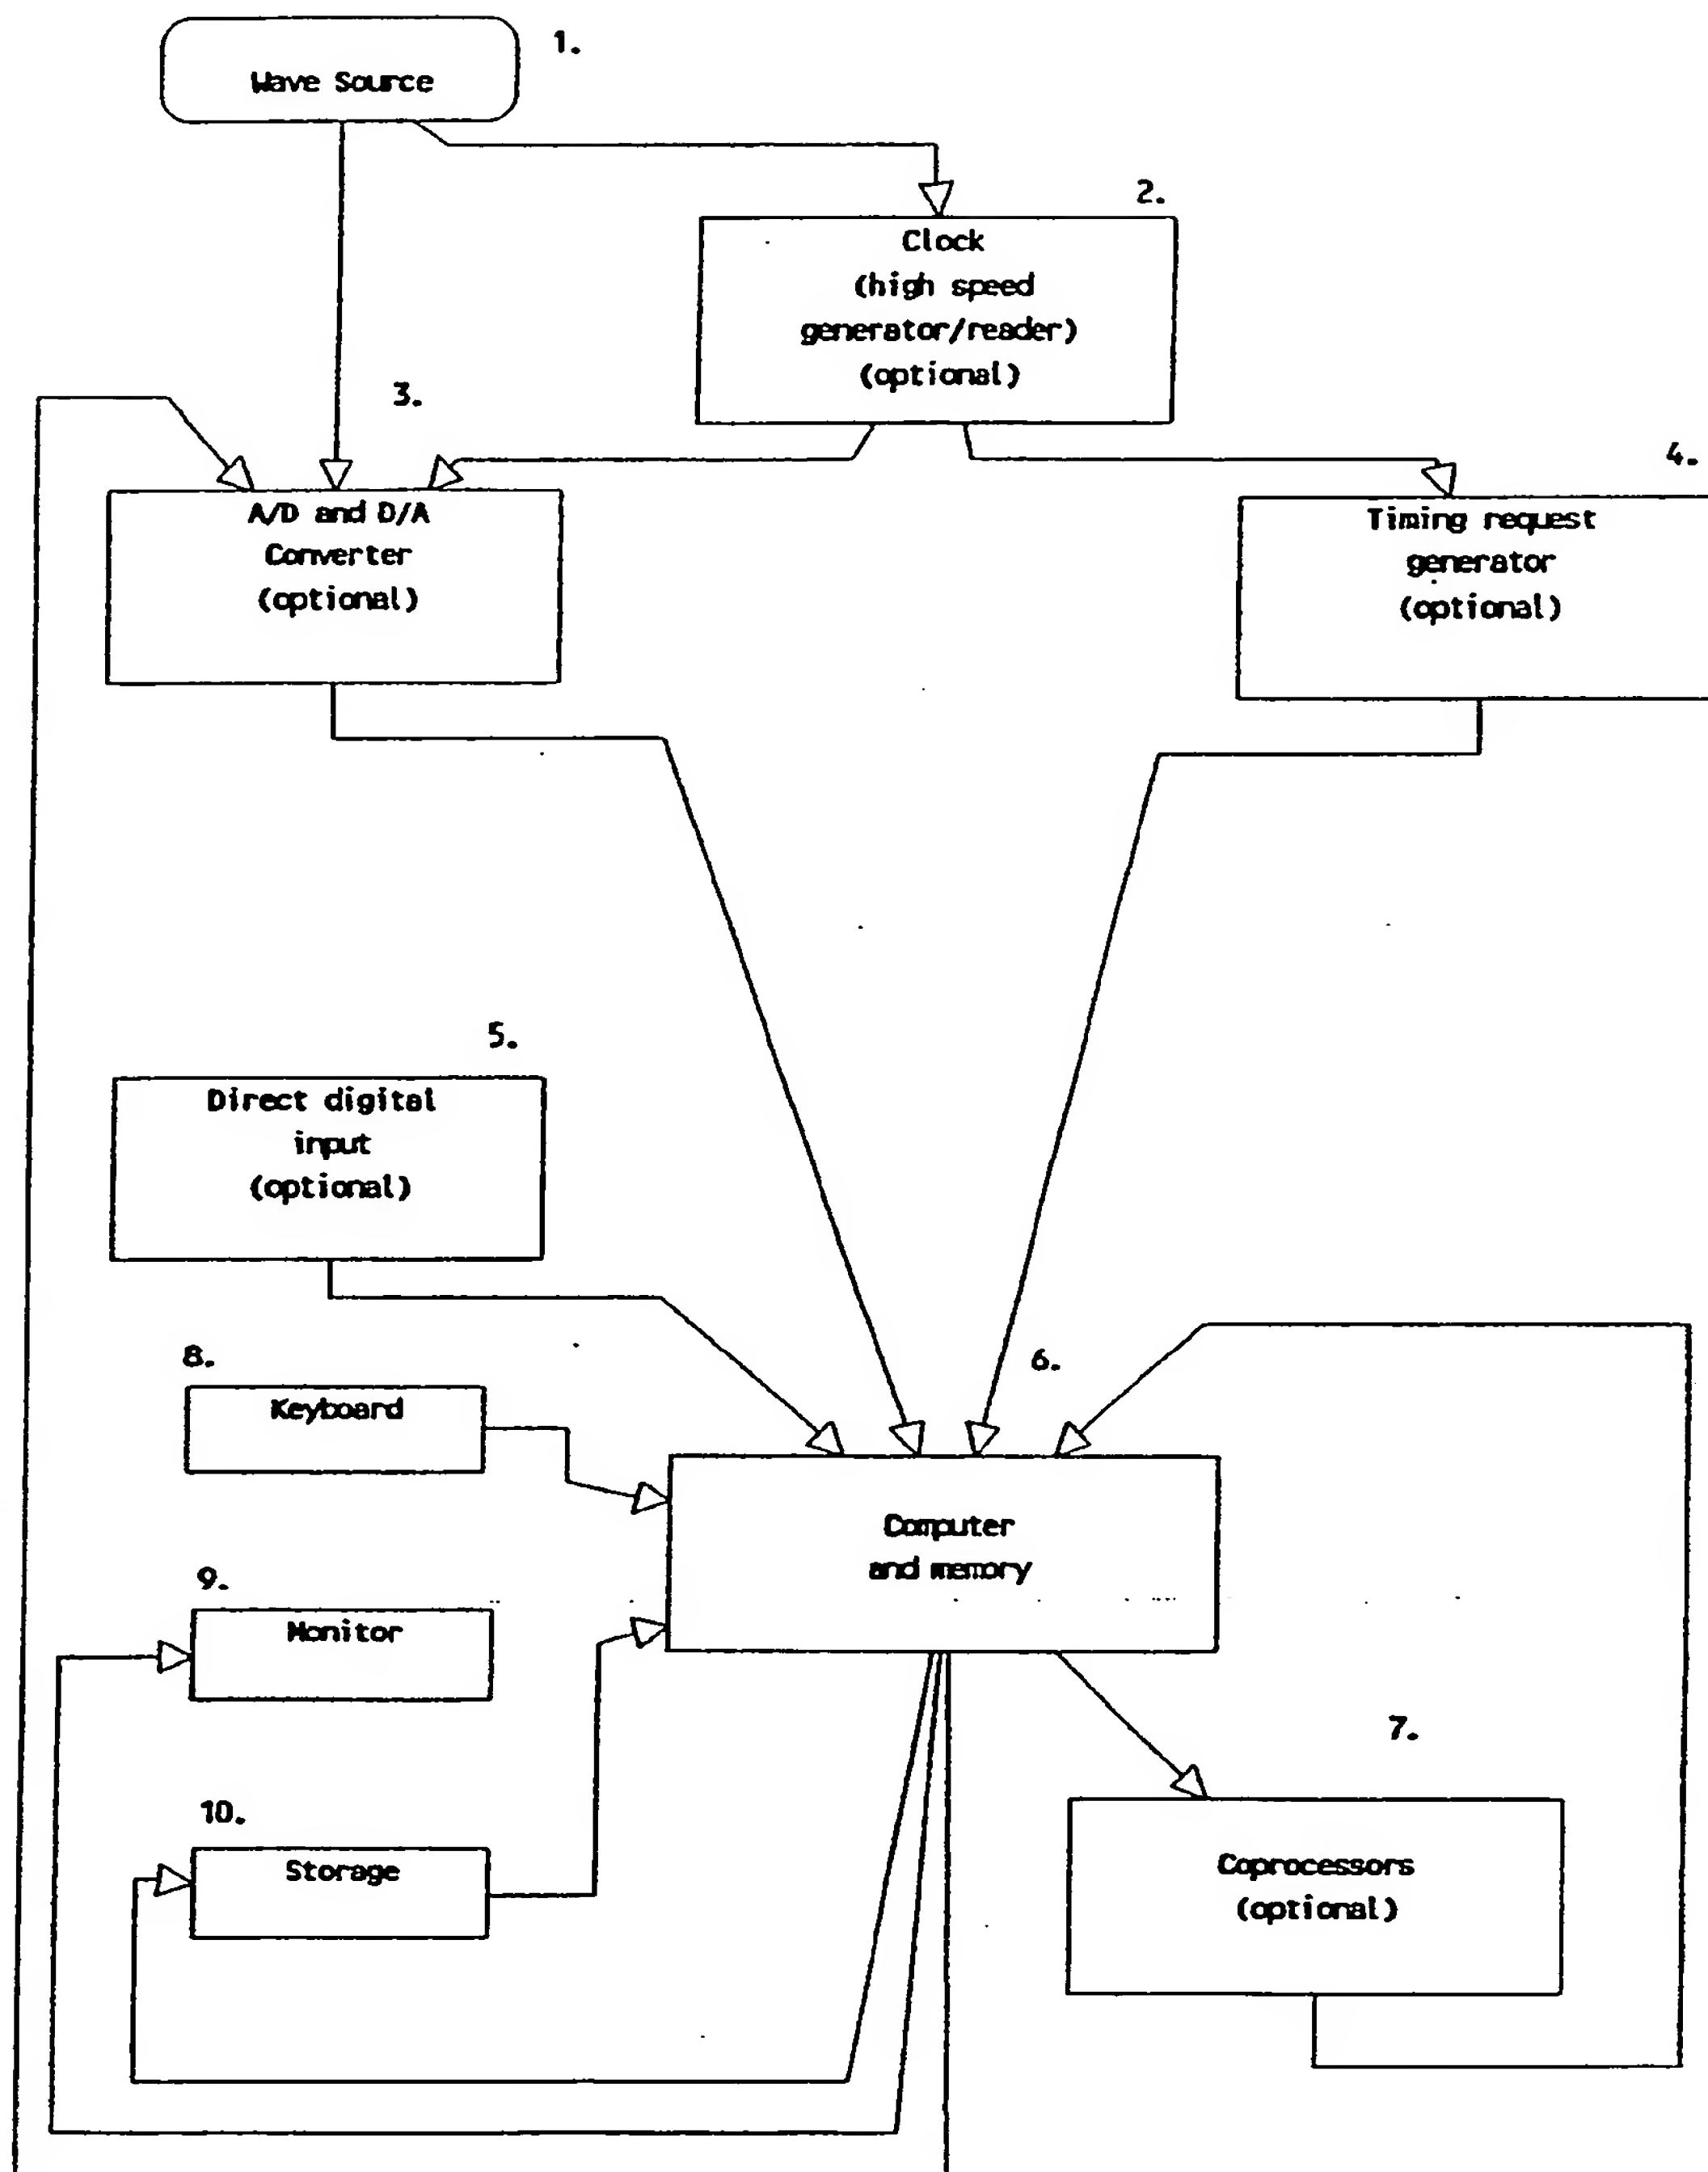 1.
Wave Source
2.
Clock
(high speed
generator/reader)
(optional)
3.
A/D and D/A
Converter
(optional)
4.
Timing request
generator
(optional)
5.
Direct digital
input
(optional)
8.
Keyboard
6.
Computer
and memory
9.
Monitor
7.
10.
Storage
Coprocessors
(optional)